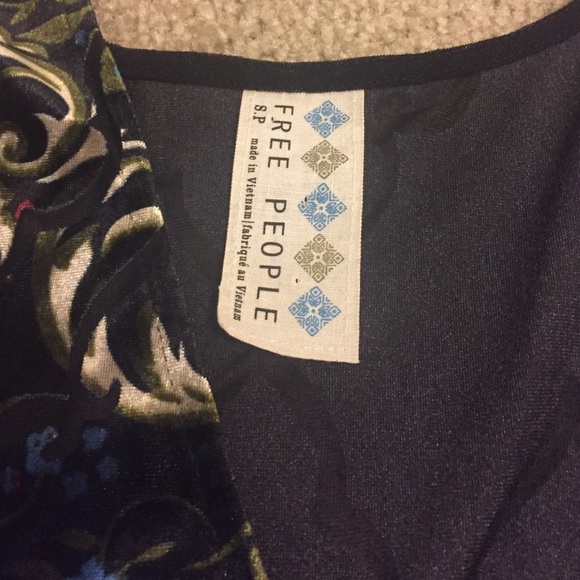 FREE PEOPLE
S.P
made in Vietnam|fabriqué au Vietnam